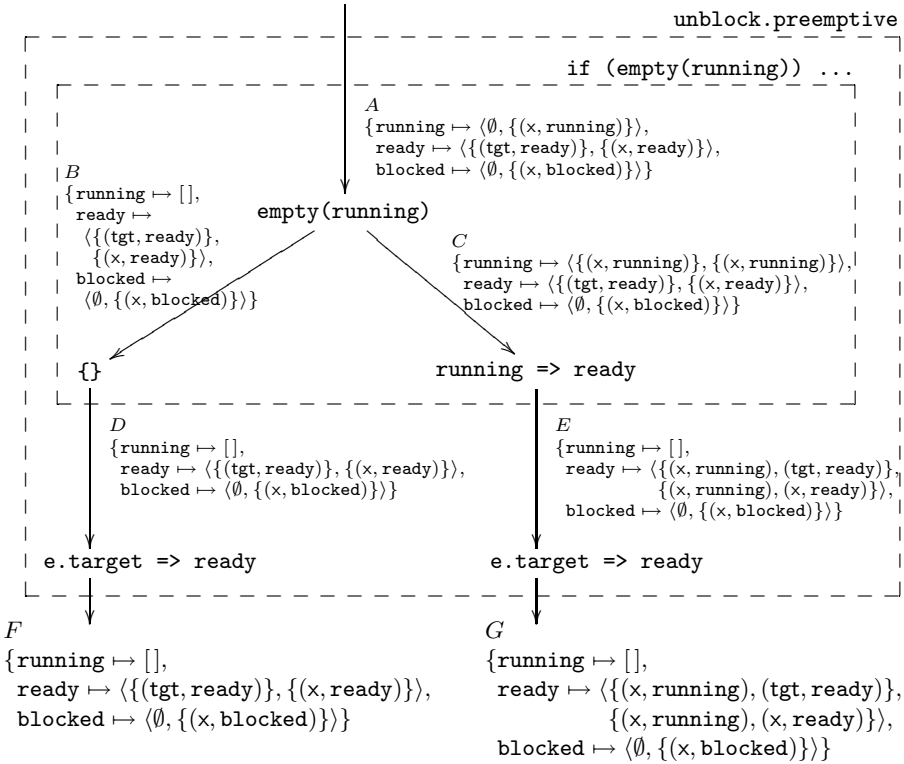 unblock.preemptive
if (empty(running)) ...
A
{running ↦ ⟨∅, {(x, running)}⟩,
ready ↦ ⟨{(tgt, ready)}, {(x, ready)}⟩,
blocked ↦ ⟨∅, {(x, blocked)}⟩}
B
{running ↦ [ ],
ready ↦
⟨{(tgt, ready)},
{(x, ready)}⟩,
blocked ↦
⟨∅, {(x, blocked)}⟩}
empty(running)
C
{running ↦ ⟨{(x, running)}, {(x, running)}⟩,
ready ↦ ⟨{(tgt, ready)}, {(x, ready)}⟩,
blocked ↦ ⟨∅, {(x, blocked)}⟩}
{}
running => ready
D
{running ↦ [ ],
ready ↦ ⟨{(tgt, ready)}, {(x, ready)}⟩,
blocked ↦ ⟨∅, {(x, blocked)}⟩}
E
{running ↦ [ ],
ready ↦ ⟨{(x, running), (tgt, ready)},
{(x, running), (x, ready)}⟩,
blocked ↦ ⟨∅, {(x, blocked)}⟩}
e.target => ready
e.target => ready
F
{running ↦ [ ],
ready ↦ ⟨{(tgt, ready)}, {(x, ready)}⟩,
blocked ↦ ⟨∅, {(x, blocked)}⟩}
G
{running ↦ [ ],
ready ↦ ⟨{(x, running), (tgt, ready)},
{(x, running), (x, ready)}⟩,
blocked ↦ ⟨∅, {(x, blocked)}⟩}